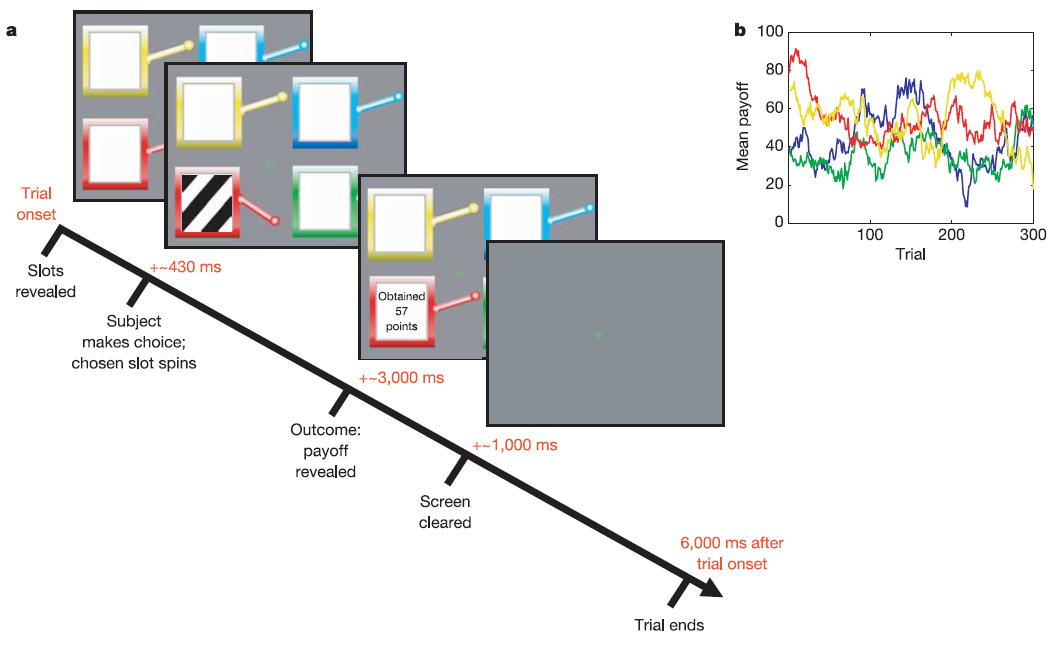 a
Trial
onset
Slots
revealed
+~430 ms
Subject
makes choice;
chosen slot spins
Obtained
57
points
+~3,000 ms
Outcome:
payoff
revealed
+~1,000 ms
Screen
cleared
6,000 ms after
trial onset
Trial ends
b
Mean payoff
100
80
60
40
20
0
100 200 300
Trial